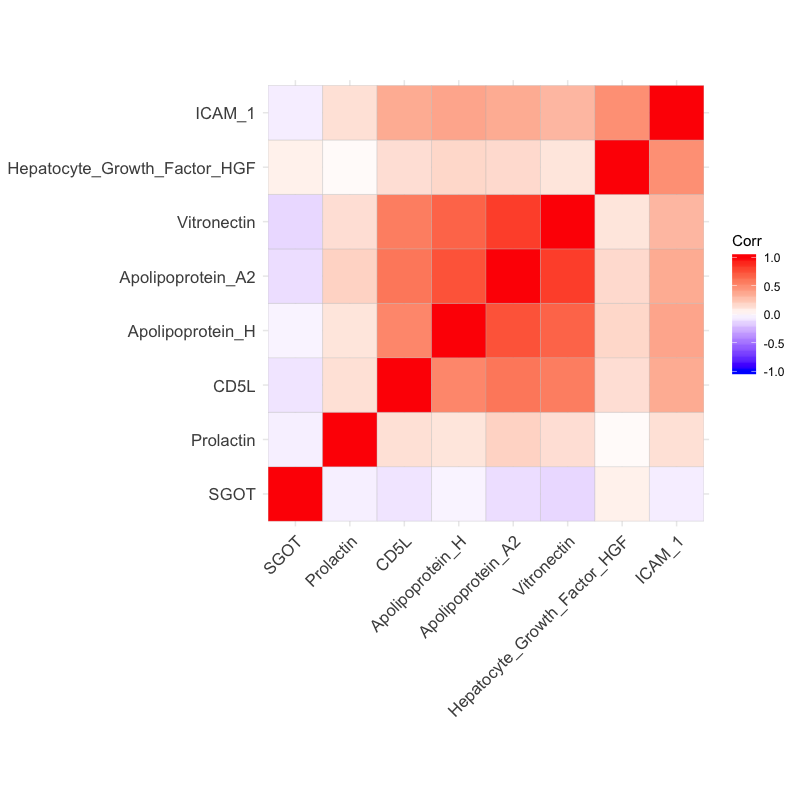 ICAM_1
Hepatocyte_Growth_Factor_HGF
Vitronectin
Apolipoprotein_A2
Apolipoprotein_H
CD5L
Prolactin
SGOT
SGOT
Prolactin
CD5L
Apolipoprotein_H
Apolipoprotein_A2
Vitronectin
Hepatocyte_Growth_Factor_HGF
ICAM_1
Corr
1.0
0.5
0.0
-0.5
-1.0